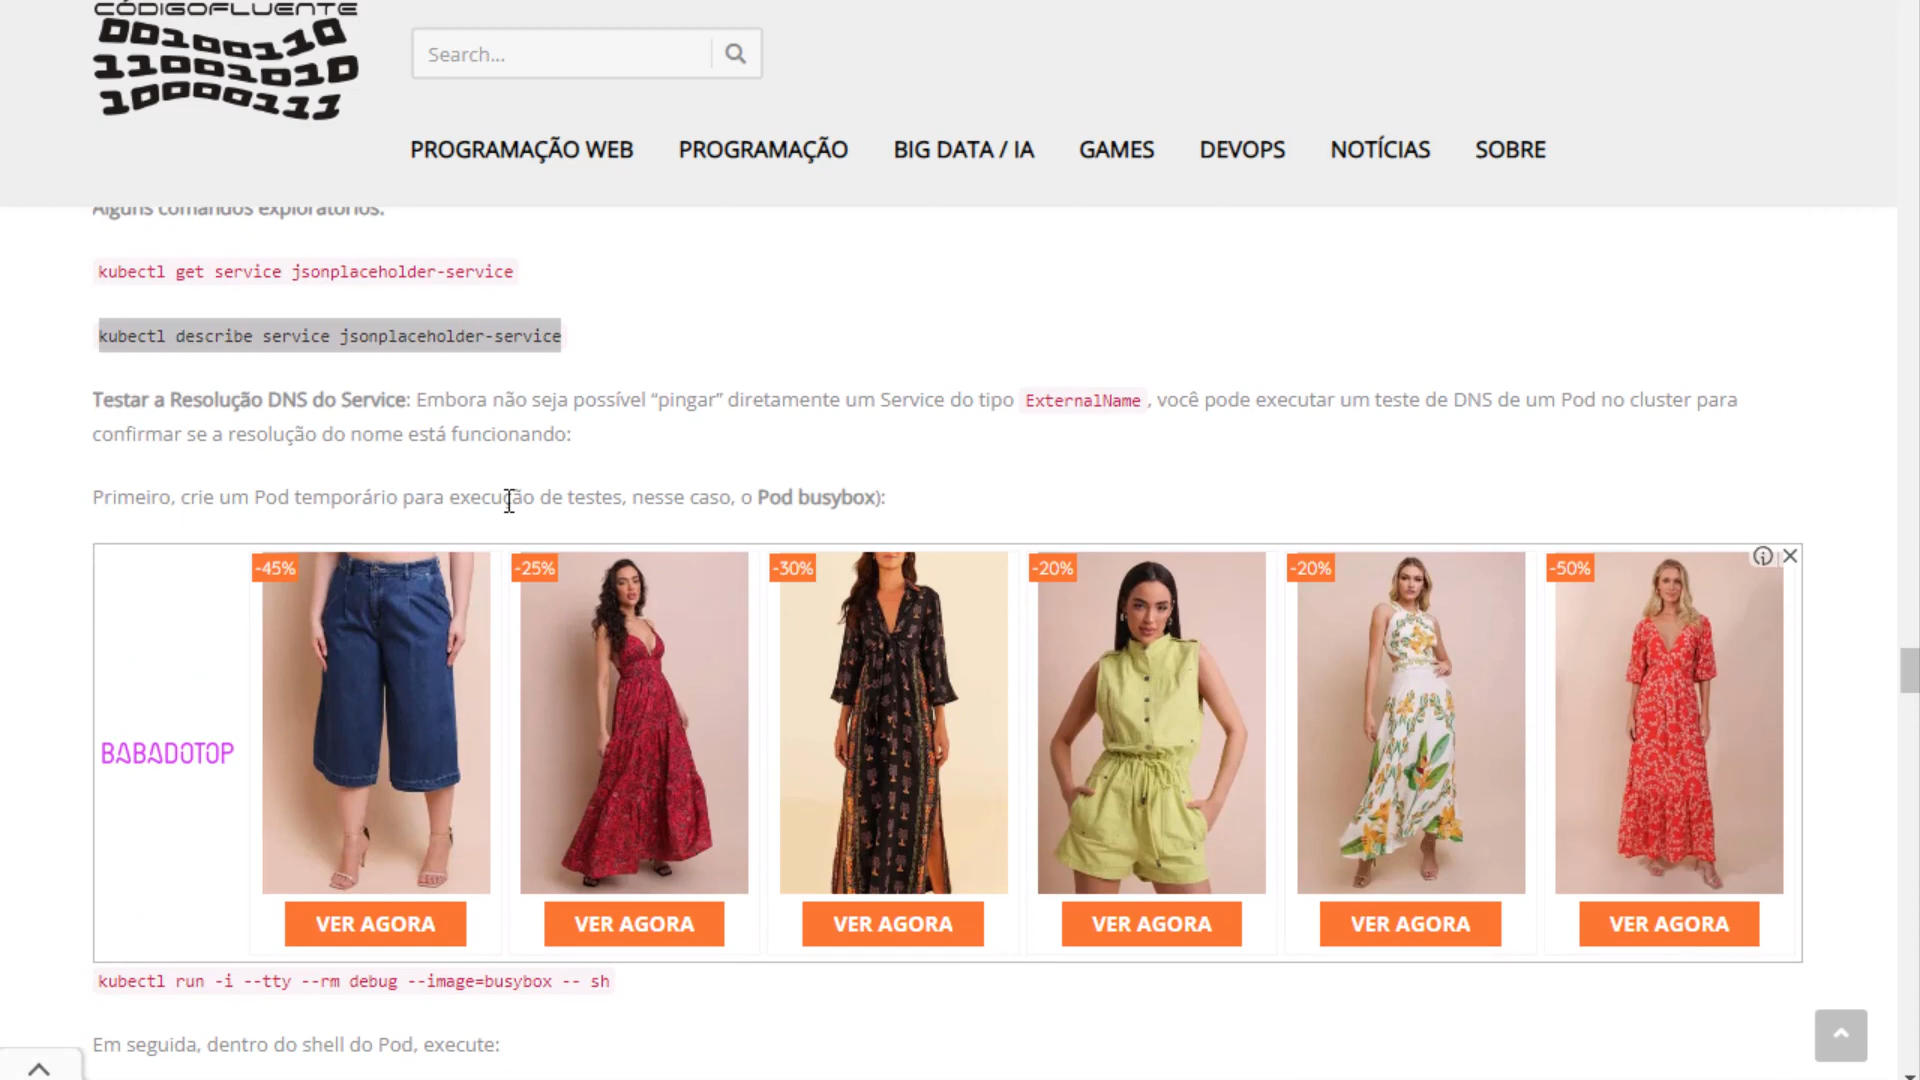 CÓDIGOFLUENTE
00100110
11001010
10000111
Search...
PROGRAMAÇÃO WEB PROGRAMAÇÃO BIG DATA / IA GAMES DEVOPS NOTÍCIAS SOBRE
Alguns comandos exploratórios.
kubectl get service jsonplaceholder-service
kubectl describe service jsonplaceholder-service
Testar a Resolução DNS do Service: Embora não seja possível “pingar” diretamente um Service do tipo ExternalName, você pode executar um teste de DNS de um Pod no cluster para
confirmar se a resolução do nome está funcionando:
Primeiro, crie um Pod temporário para execução de testes, nesse caso, o Pod busybox):
-45% -25% -30% -20% -20% -50%
BABADOTOP
VER AGORA VER AGORA VER AGORA VER AGORA VER AGORA VER AGORA
kubectl run -i --tty --rm debug --image=busybox -- sh
Em seguida, dentro do shell do Pod, execute: